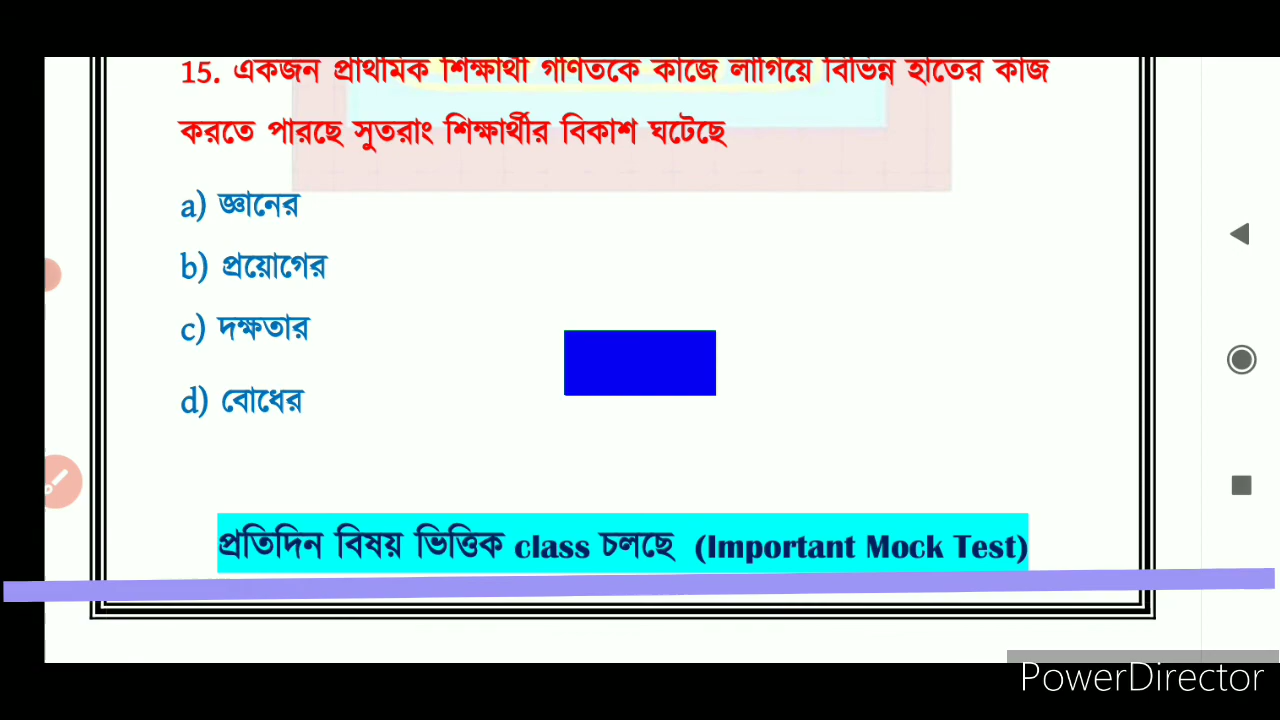 15. একজন প্রাথমিক শিক্ষার্থী গণিতকে কাজে লাগিয়ে বিভিন্ন হাতের কাজ
করতে পারছে সুতরাং শিক্ষার্থীর বিকাশ ঘটেছে
a) জ্ঞানের
b) প্রয়োগের
c) দক্ষতার
d) বোধের
প্রতিদিন বিষয় ভিত্তিক class চলছে (Important Mock Test)
PowerDirector